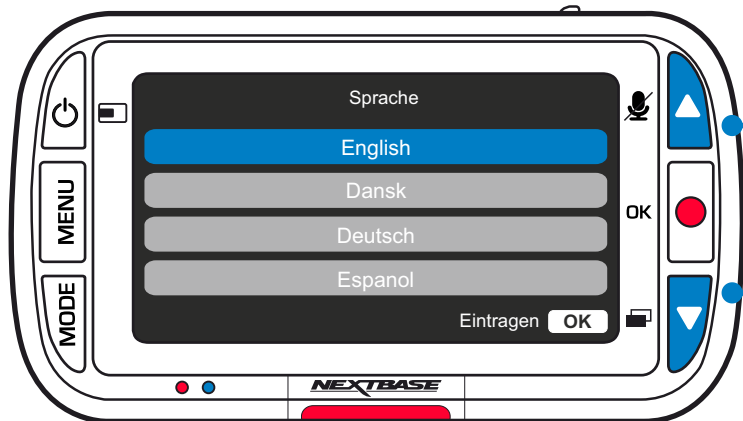 Sprache
English
Dansk
Deutsch
Espanol
Eintragen OK
MENU
MODE
OK
NEXTBASE